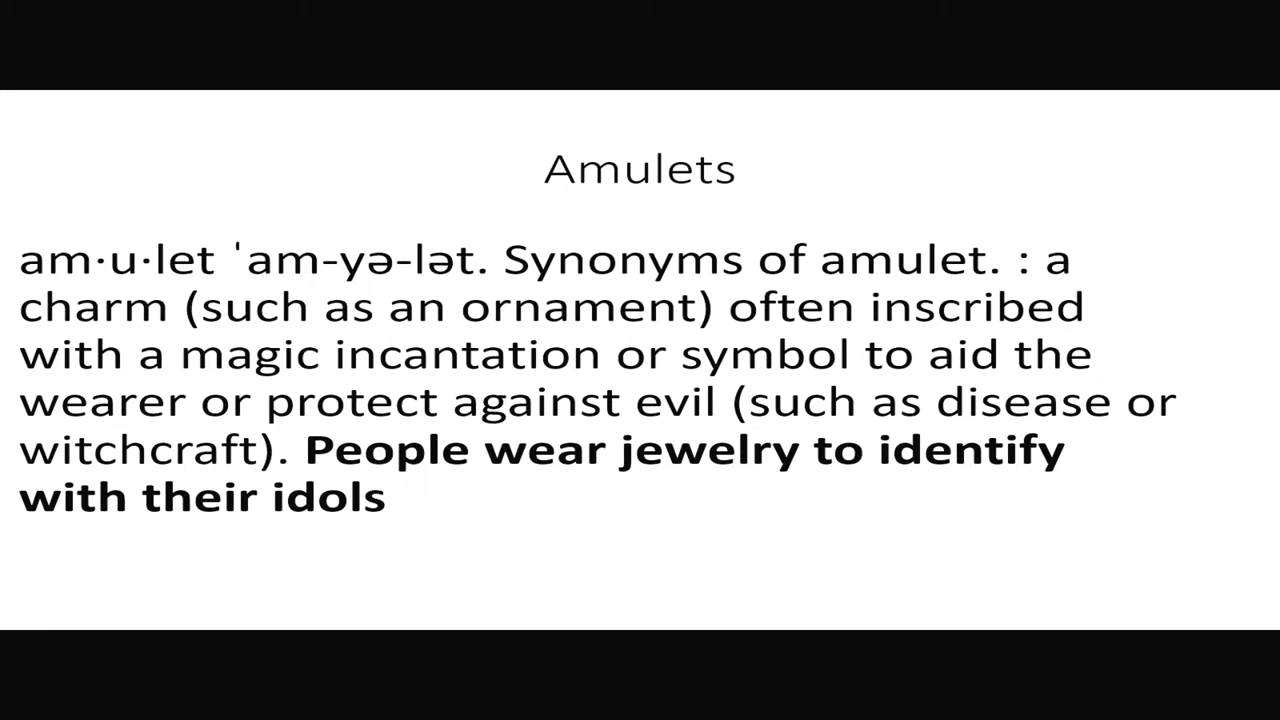 Amulets
am·u·let ˈam-yə-lət. Synonyms of amulet. : a
charm (such as an ornament) often inscribed
with a magic incantation or symbol to aid the
wearer or protect against evil (such as disease or
witchcraft). People wear jewelry to identify
with their idols